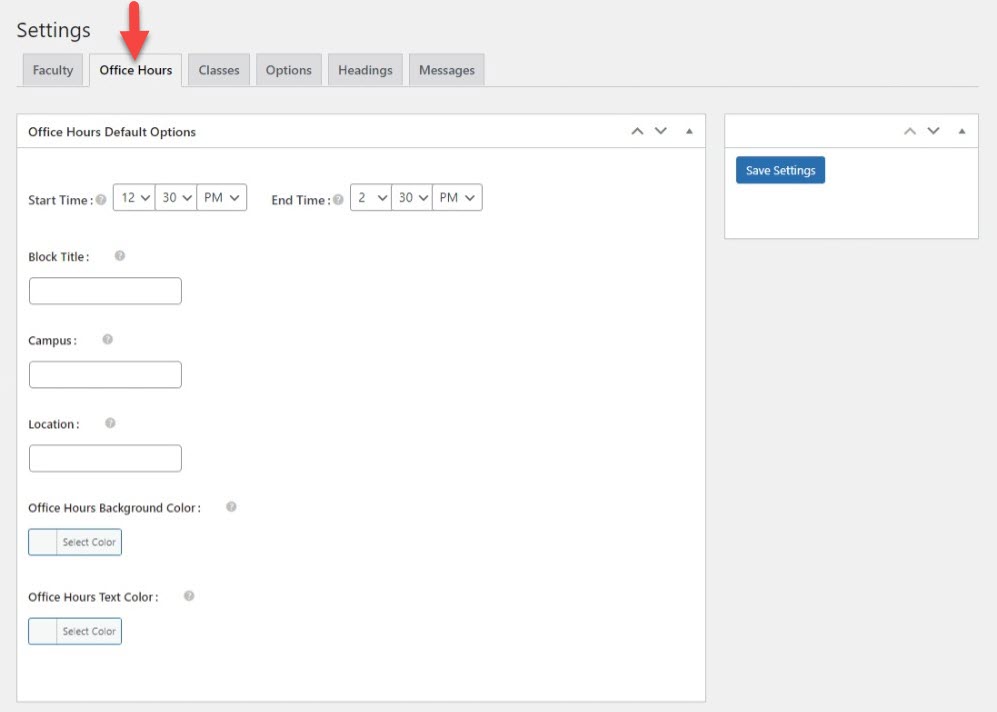 Settings
Faculty Office Hours Classes Options Headings Messages
Office Hours Default Options
Save Settings
Start Time : ? 12 30 PM End Time : ? 2 30 PM
Block Title : ?
Campus : ?
Location : ?
Office Hours Background Color : ?
Select Color
Office Hours Text Color : ?
Select Color